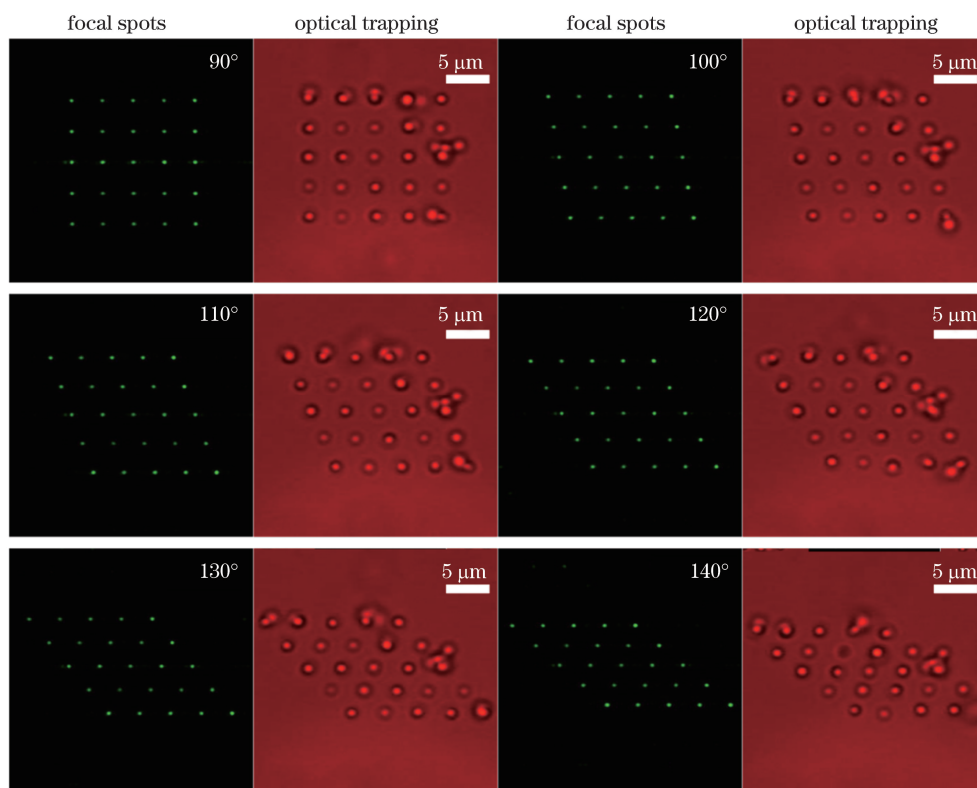 focal spots optical trapping focal spots optical trapping
90° 5 μm 100° 5 μm
110° 5 μm 120° 5 μm
130° 5 μm 140° 5 μm